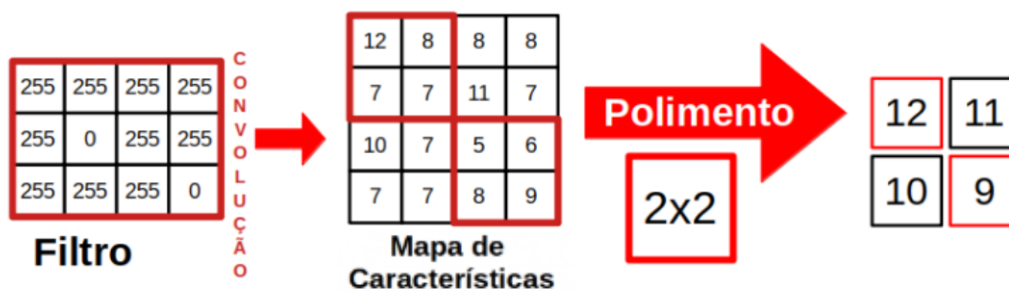 255 255 255 255
255 0 255 255
255 255 255 0
Filtro
CONVOLUÇÃO
12 8 8 8
7 7 11 7
10 7 5 6
7 7 8 9
Mapa de
Características
Polimento
2x2
12 11
10 9